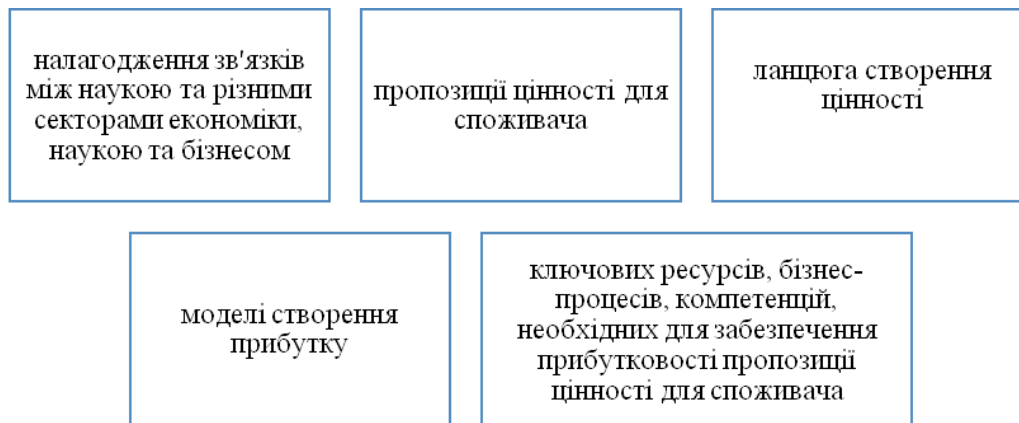 налагодження зв'язків
між наукою та різними
секторами економіки,
наукою та бізнесом
пропозиції цінності для
споживача
ланцюга створення
цінності
моделі створення
прибутку
ключових ресурсів, бізнес-
процесів, компетенцій,
необхідних для забезпечення
прибутковості пропозиції
цінності для споживача